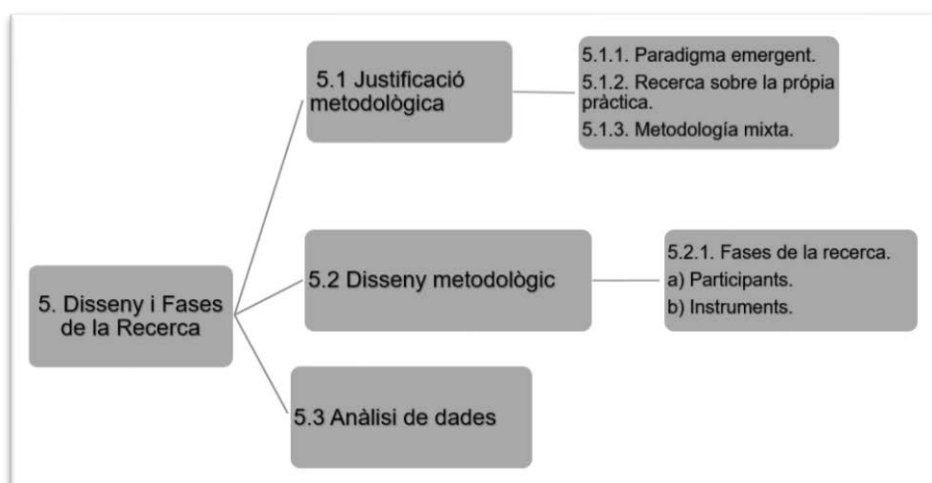 5. Disseny i Fases
de la Recerca
5.1 Justificació
metodològica
5.1.1. Paradigma emergent.
5.1.2. Recerca sobre la própia
pràctica.
5.1.3. Metodología mixta.
5.2 Disseny metodològic
5.2.1. Fases de la recerca.
a) Participants.
b) Instruments.
5.3 Anàlisi de dades